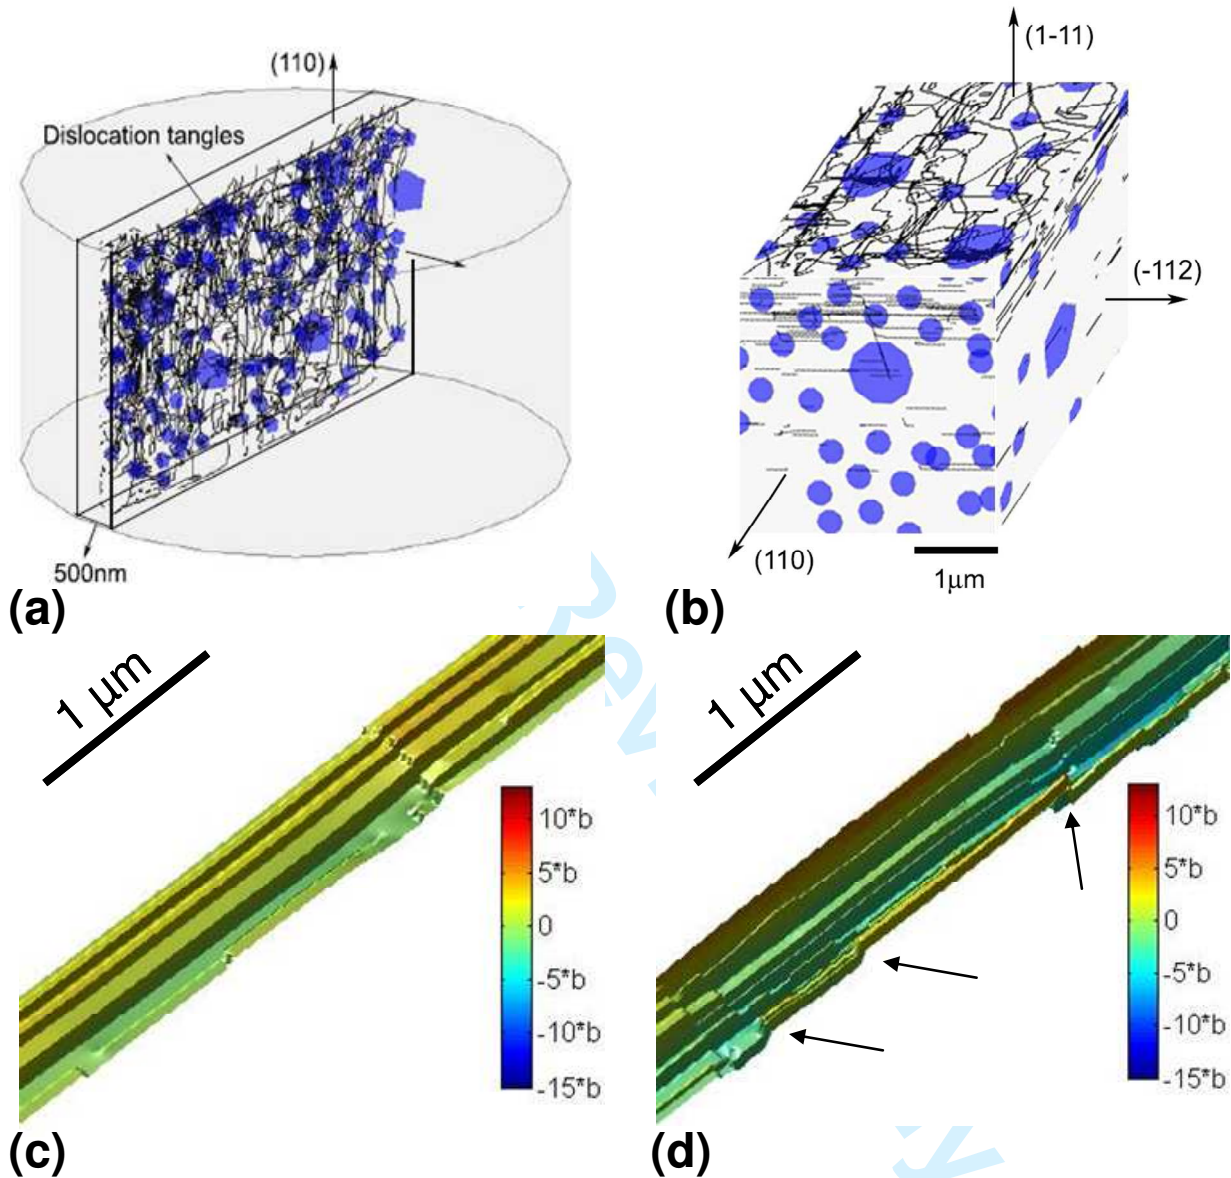 (110)
Dislocation tangles
500nm
(a)
(1-11)
(-112)
(110)
1µm
(b)
1 µm
10*b
5*b
0
-5*b
-10*b
-15*b
(c)
1 µm
10*b
5*b
0
-5*b
-10*b
-15*b
(d)